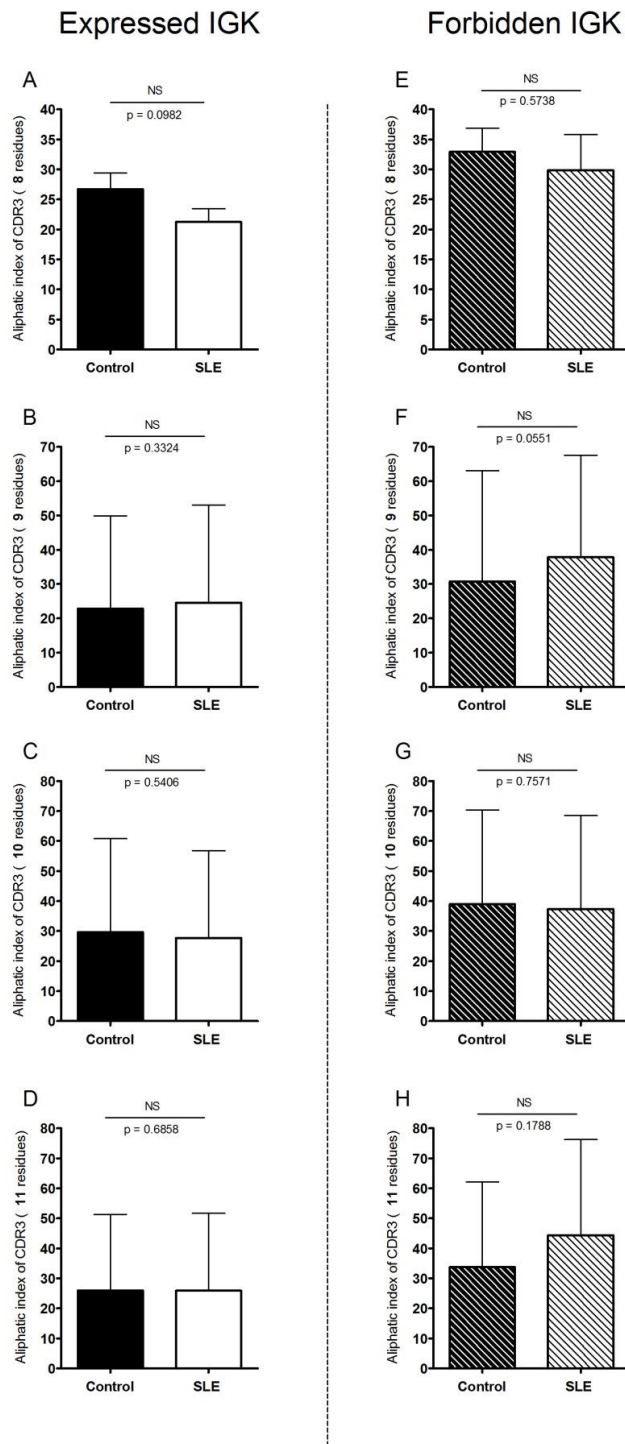 Expressed IGK
Forbidden IGK
A
NS
p = 0.0982
Aliphatic index of CDR3 ( 8 residues)
40
35
30
25
20
15
10
5
0
Control
SLE
E
NS
p = 0.5738
Aliphatic index of CDR3 ( 8 residues)
40
35
30
25
20
15
10
5
0
Control
SLE
B
NS
p = 0.3324
Aliphatic index of CDR3 ( 9 residues)
70
60
50
40
30
20
10
0
Control
SLE
F
NS
p = 0.0551
Aliphatic index of CDR3 ( 9 residues)
70
60
50
40
30
20
10
0
Control
SLE
C
NS
p = 0.5406
Aliphatic index of CDR3 ( 10 residues)
80
70
60
50
40
30
20
10
0
Control
SLE
G
NS
p = 0.7571
Aliphatic index of CDR3 ( 10 residues)
80
70
60
50
40
30
20
10
0
Control
SLE
D
NS
p = 0.6858
Aliphatic index of CDR3 ( 11 residues)
80
70
60
50
40
30
20
10
0
Control
SLE
H
NS
p = 0.1788
Aliphatic index of CDR3 ( 11 residues)
80
70
60
50
40
30
20
10
0
Control
SLE